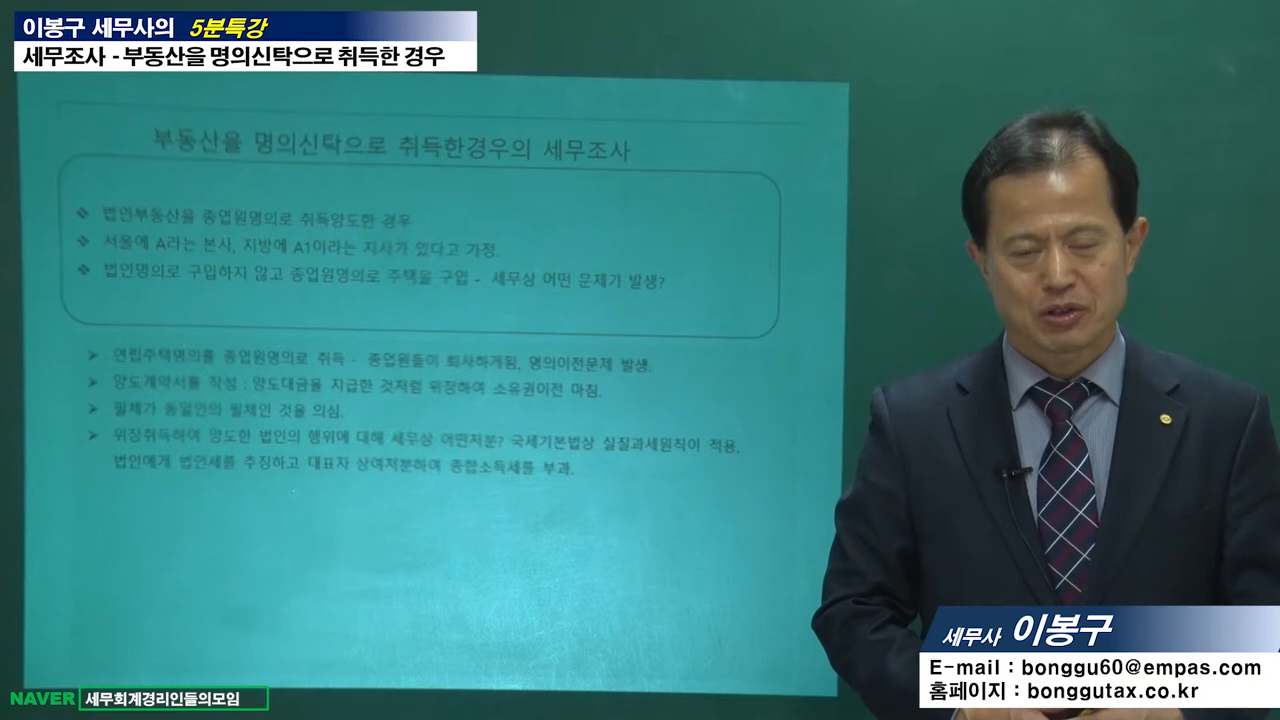 이봉구 세무사의 5분특강
세무조사 - 부동산을 명의신탁으로 취득한 경우
부동산을 명의신탁으로 취득한경우의 세무조사
❖ 법인부동산을 종업원명의로 취득양도한 경우
❖ 서울에 A라는 본사, 지방에 A1이라는 지사가 있다고 가정.
❖ 법인명의로 구입하지 않고 종업원명의로 주택을 구입 - 세무상 어떤 문제가 발생?
➢ 연립주택명의를 종업원명의로 취득 - 종업원들이 퇴사하게됨, 명의이전문제 발생.
➢ 양도계약서를 작성 : 양도대금을 지급한 것처럼 위장하여 소유권이전 마침.
➢ 필체가 동일인의 필체인 것을 의심.
➢ 위장취득하여 양도한 법인의 행위에 대해 세무상 어떤처분? 국세기본법상 실질과세원칙이 적용,
법인에게 법인세를 추징하고 대표자 상여처분하여 종합소득세를 부과.
세무사 이봉구
E-mail : bonggu60@empas.com
홈페이지 : bonggutax.co.kr
NAVER 세무회계경리인들의모임